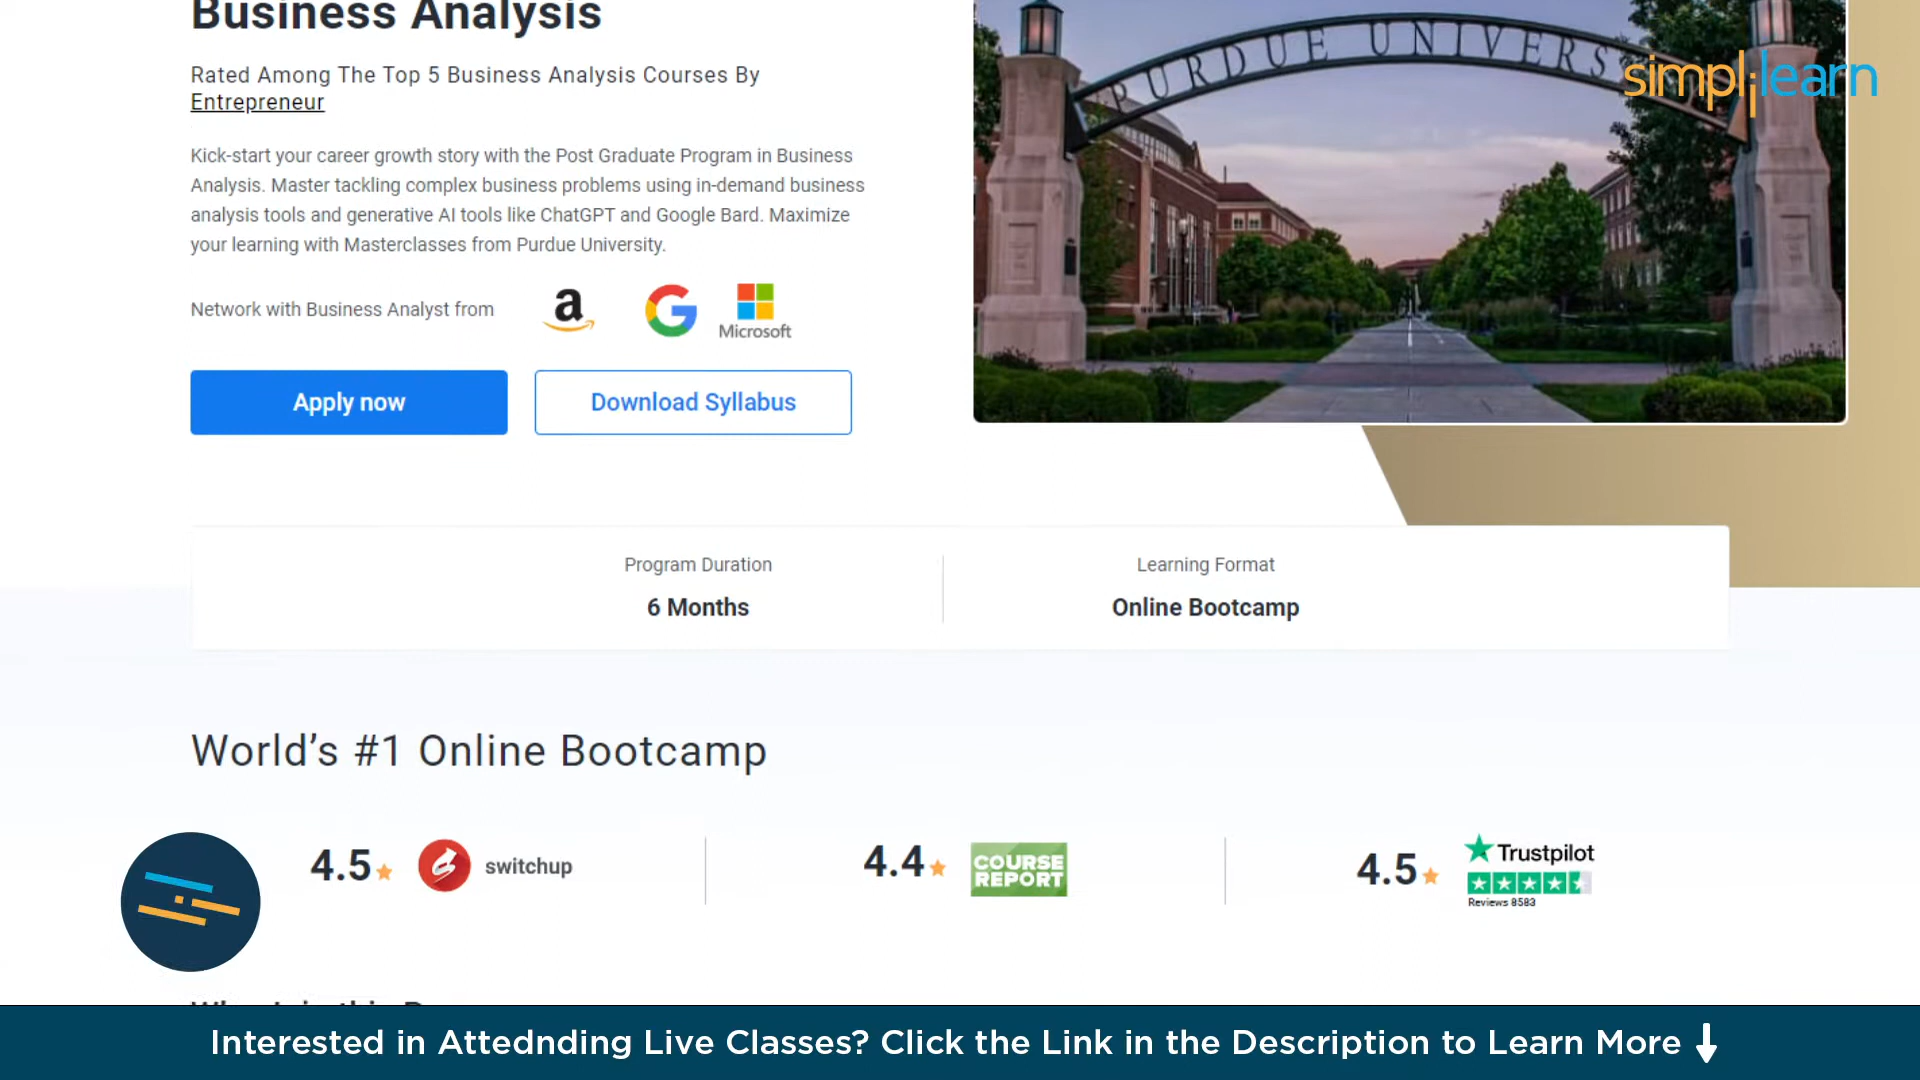 Business Analysis
Rated Among The Top 5 Business Analysis Courses By
Entrepreneur
Kick-start your career growth story with the Post Graduate Program in Business
Analysis. Master tackling complex business problems using in-demand business
analysis tools and generative AI tools like ChatGPT and Google Bard. Maximize
your learning with Masterclasses from Purdue University.
Network with Business Analyst from
a
G
Microsoft
Apply now
Download Syllabus
PURDUE UNIVERS
simplilearn
Program Duration
6 Months
Learning Format
Online Bootcamp
World's #1 Online Bootcamp
4.5
switchup
4.4
COURSE
REPORT
4.5
Trustpilot
Reviews 8583
Interested in Attednding Live Classes? Click the Link in the Description to Learn More